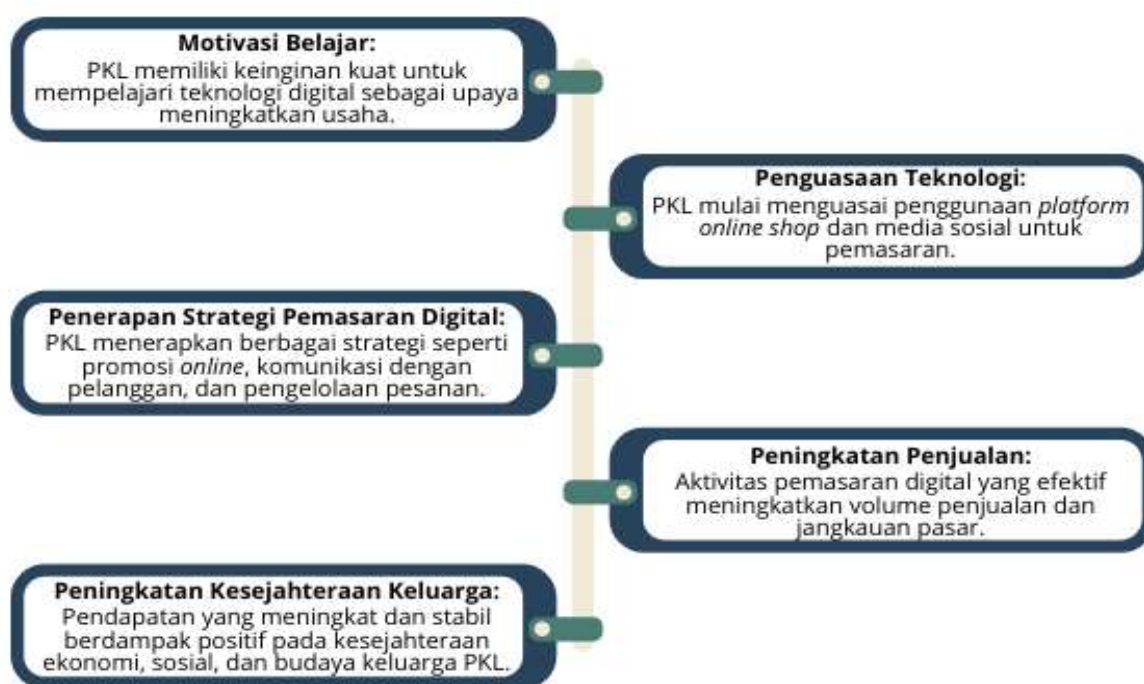 Motivasi Belajar:
PKL memiliki keinginan kuat untuk
mempelajari teknologi digital sebagai upaya
meningkatkan usaha.
Penguasaan Teknologi:
PKL mulai menguasai penggunaan platform
online shop dan media sosial untuk
pemasaran.
Penerapan Strategi Pemasaran Digital:
PKL menerapkan berbagai strategi seperti
promosi online, komunikasi dengan
pelanggan, dan pengelolaan pesanan.
Peningkatan Penjualan:
Aktivitas pemasaran digital yang efektif
meningkatkan volume penjualan dan
jangkauan pasar.
Peningkatan Kesejahteraan Keluarga:
Pendapatan yang meningkat dan stabil
berdampak positif pada kesejahteraan
ekonomi, sosial, dan budaya keluarga PKL.